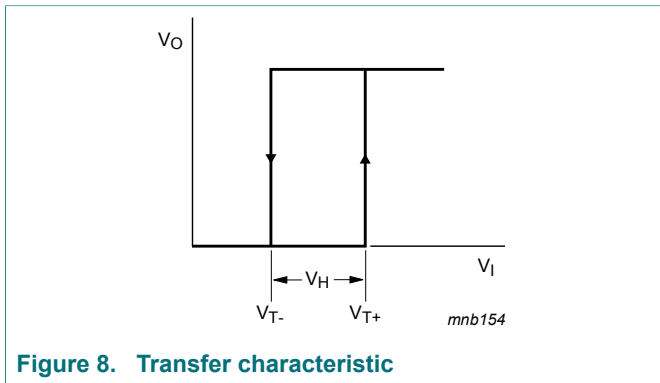 VO
VH
VI
VT-
VT+
mnb154
Figure 8. Transfer characteristic